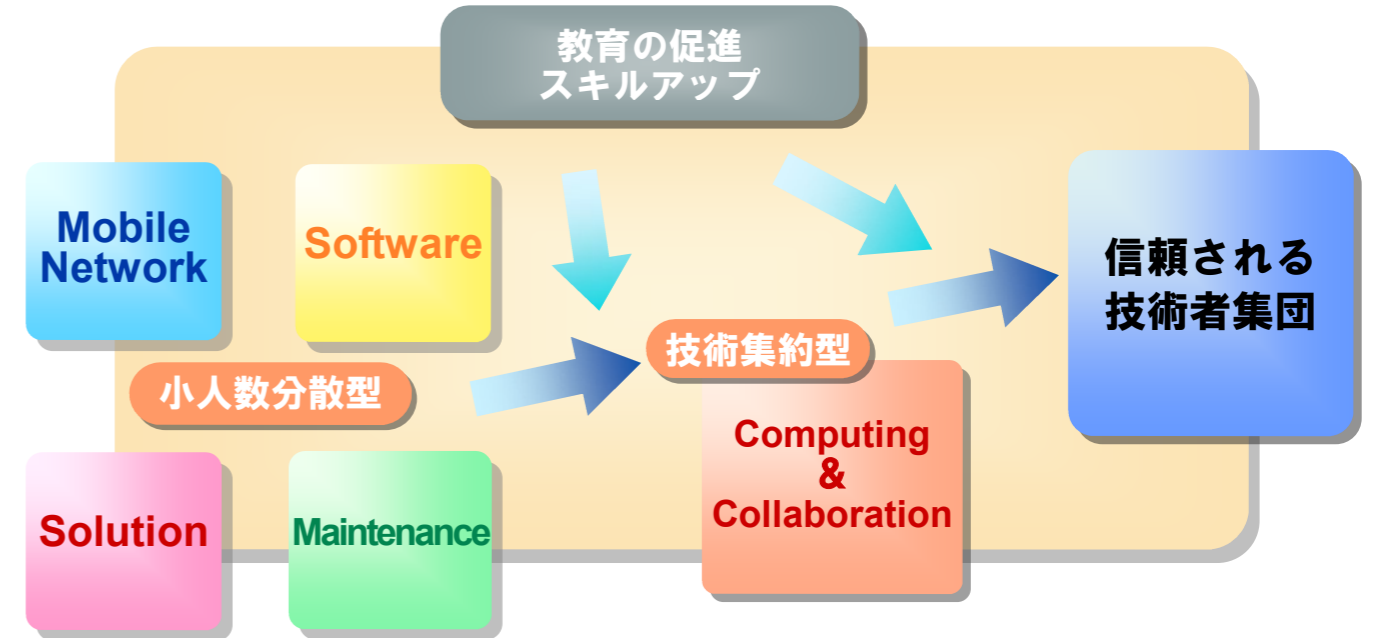 教育の促進
スキルアップ
Mobile
Network
Software
小人数分散型
Solution
Maintenance
技術集約型
Computing
&
Collaboration
信頼される
技術者集団